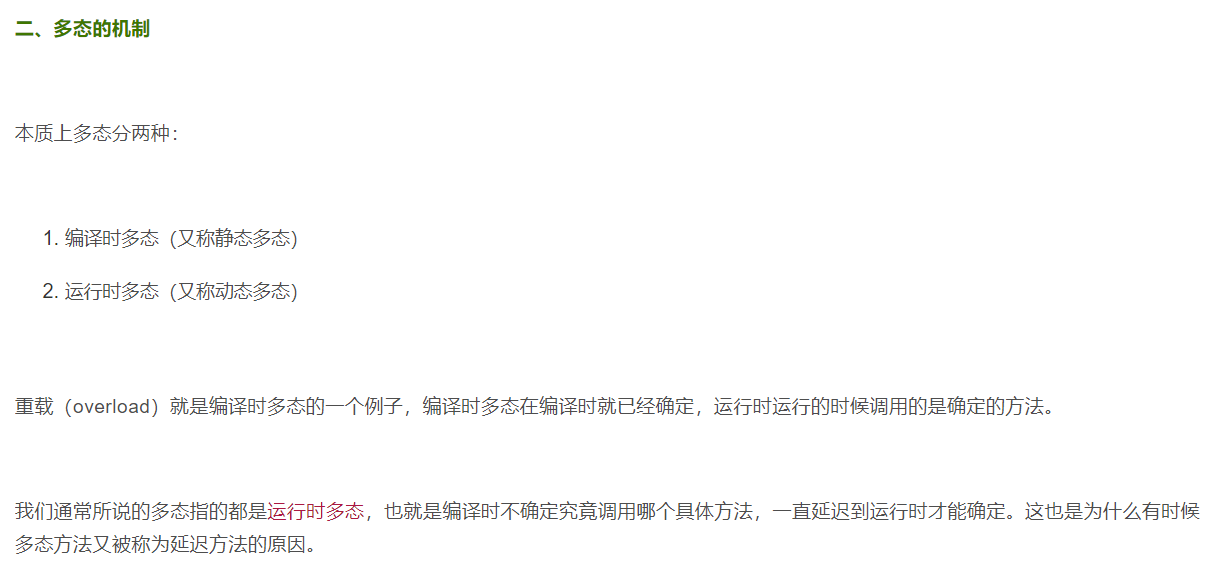 二、多态的机制
本质上多态分两种：
1. 编译时多态（又称静态多态）
2. 运行时多态（又称动态多态）
重载（overload）就是编译时多态的一个例子，编译时多态在编译时就已经确定，运行时运行的时候调用的是确定的方法。
我们通常所说的多态指的都是运行时多态，也就是编译时不确定究竟调用哪个具体方法，一直延迟到运行时才能确定。这也是为什么有时候
多态方法又被称为延迟方法的原因。